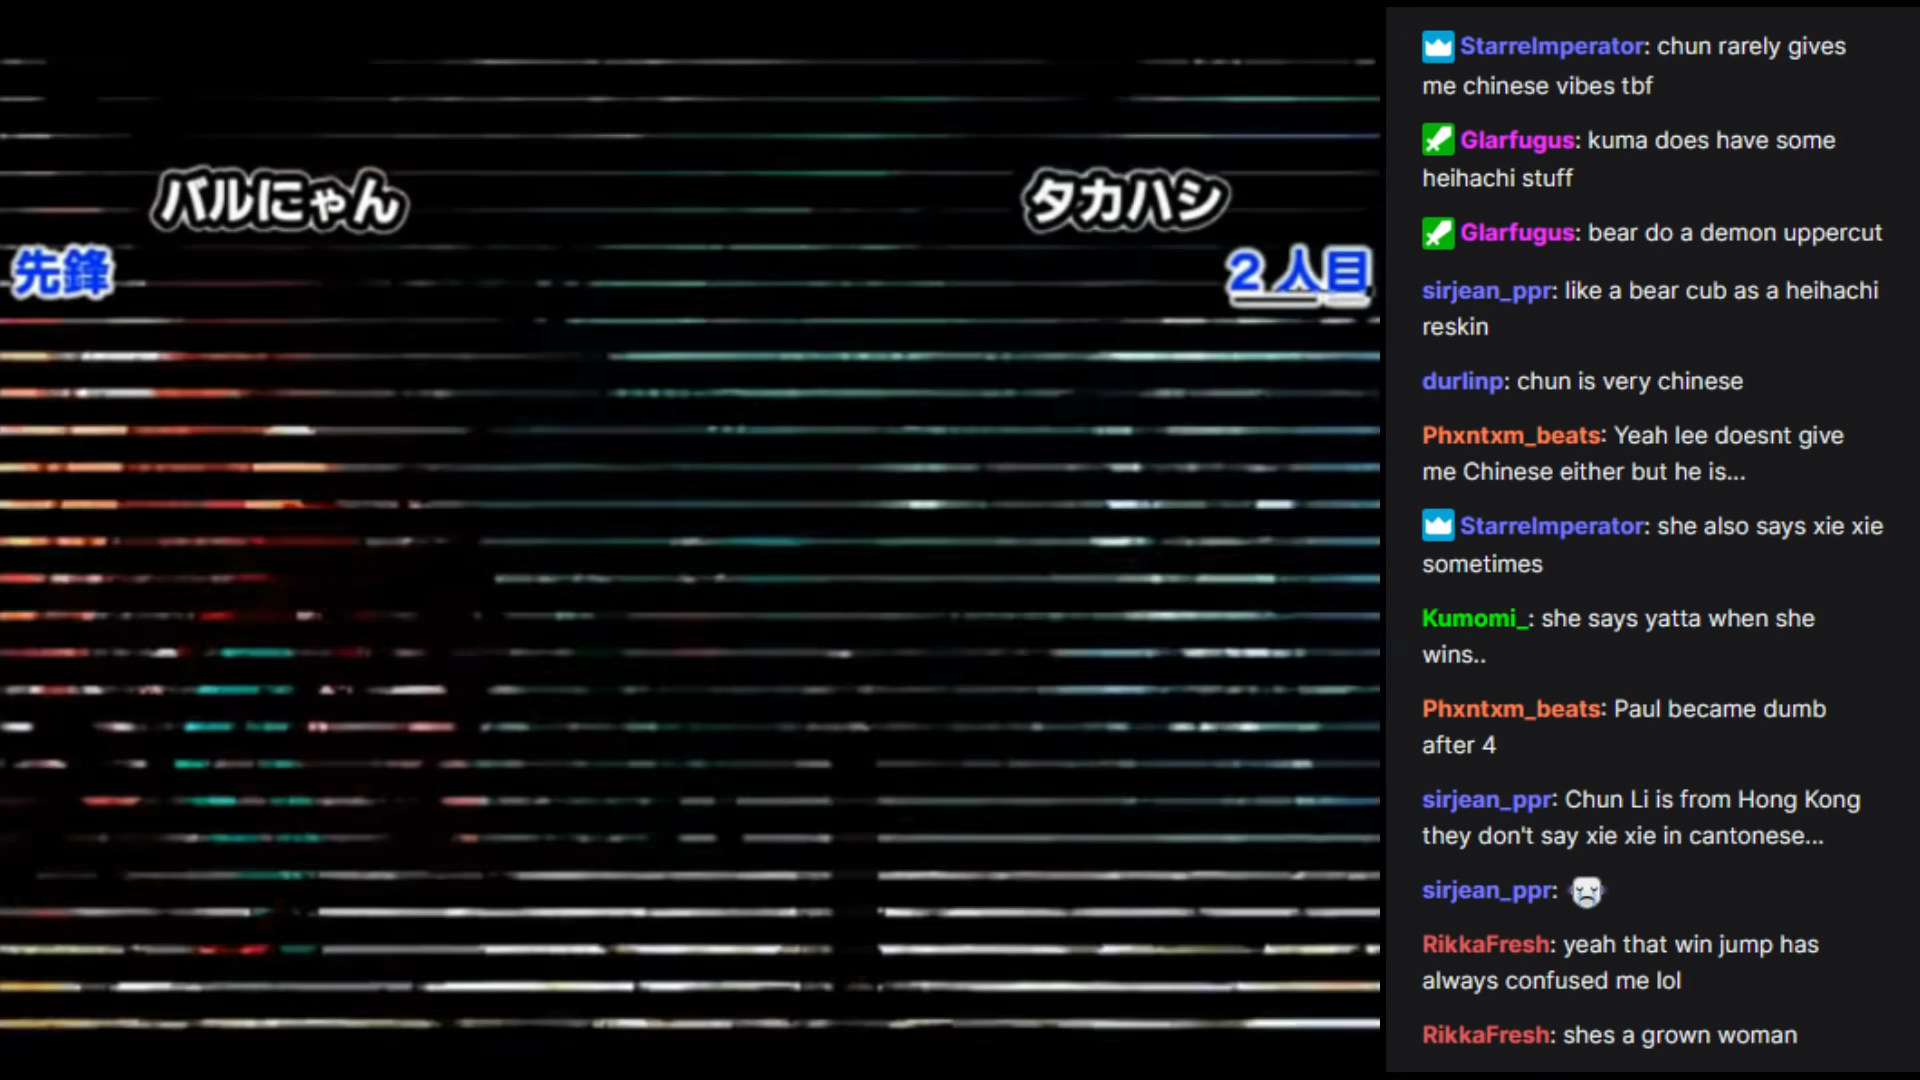 バルにゃん
タカハシ
先鋒
２人目
StarreImperator: chun rarely gives
me chinese vibes tbf
Glarfugus: kuma does have some
heihachi stuff
Glarfugus: bear do a demon uppercut
sirjean_ppr: like a bear cub as a heihachi
reskin
durlinp: chun is very chinese
Phxntxm_beats: Yeah lee doesnt give
me Chinese either but he is...
StarreImperator: she also says xie xie
sometimes
Kumomi_: she says yatta when she
wins..
Phxntxm_beats: Paul became dumb
after 4
sirjean_ppr: Chun Li is from Hong Kong
they don't say xie xie in cantonese...
sirjean_ppr:
RikkaFresh: yeah that win jump has
always confused me lol
RikkaFresh: shes a grown woman